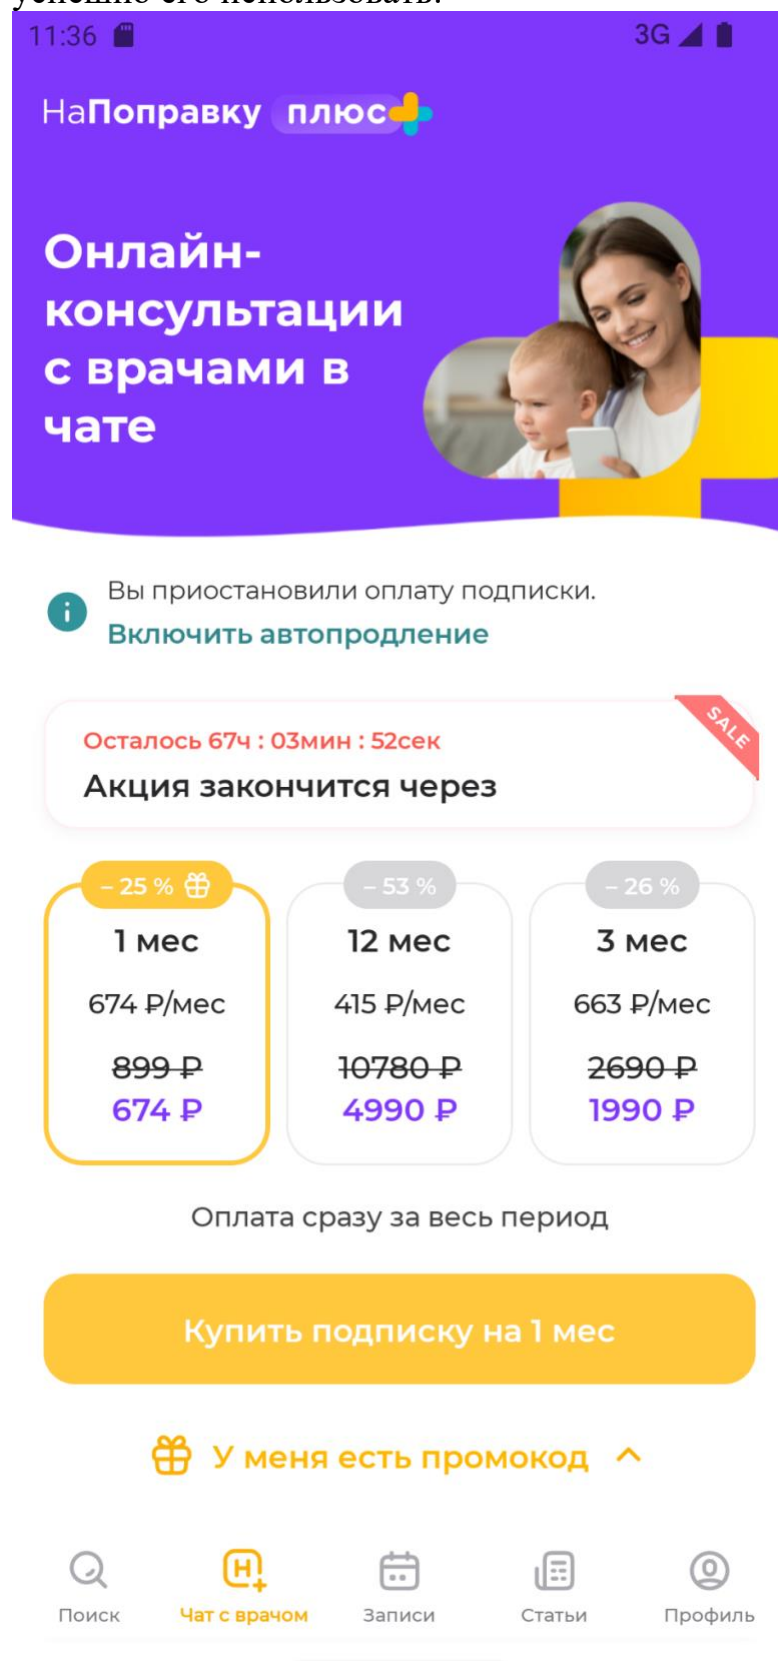 успешно его использовать.
11:36 3G
НаПоправку плюс
Онлайн-
консультации
с врачами в
чате
Вы приостановили оплату подписки.
Включить автопродление
SALE
Осталось 67ч : 03мин : 52сек
Акция закончится через
– 25 % – 53 % – 26 %
1 мес 12 мес 3 мес
674 ₽/мес 415 ₽/мес 663 ₽/мес
899 ₽ 10780 ₽ 2690 ₽
674 ₽ 4990 ₽ 1990 ₽
Оплата сразу за весь период
Купить подписку на 1 мес
У меня есть промокод
Поиск Чат с врачом Записи Статьи Профиль